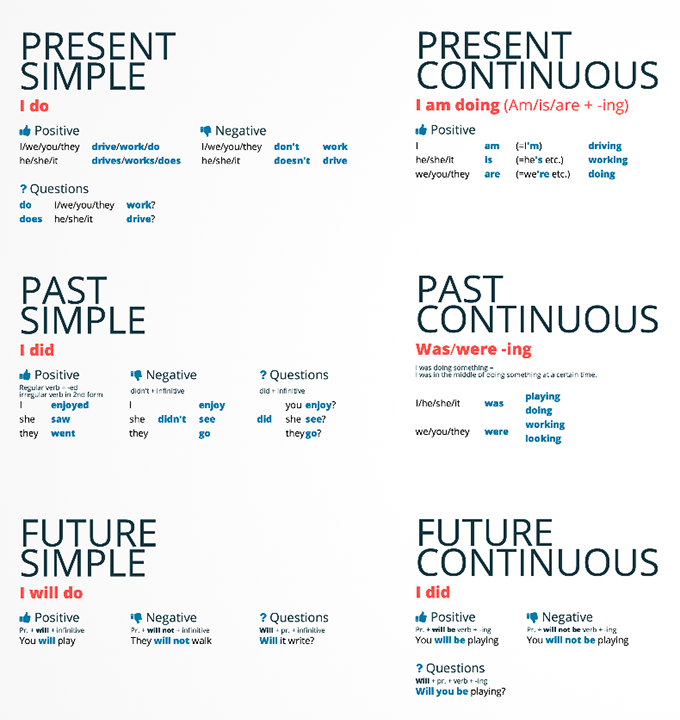 PRESENT
SIMPLE
I do
Positive
I/we/you/they drive/work/do
he/she/it drives/works/does
Negative
I/we/you/they don't work
he/she/it doesn't drive
? Questions
do I/we/you/they work?
does he/she/it drive?
PRESENT
CONTINUOUS
I am doing (Am/is/are + -ing)
Positive
I am (=I'm) driving
he/she/it is (=he's etc.) working
we/you/they are (=we're etc.) doing
PAST
SIMPLE
I did
Positive
Regular verb + -ed
irregular verb in 2nd form
I enjoyed
she saw
they went
Negative
didn't + infinitive
I enjoy
she didn't see
they go
? Questions
did + infinitive
you enjoy?
did she see?
they go?
PAST
CONTINUOUS
Was/were -ing
I was doing something =
I was in the middle of doing something at a certain time.
I/he/she/it was playing
doing
we/you/they were working
looking
FUTURE
SIMPLE
I will do
Positive
Pr. + will + infinitive
You will play
Negative
Pr. + will not + infinitive
They will not walk
? Questions
Will + pr. + infinitive
Will it write?
FUTURE
CONTINUOUS
I did
Positive
Pr. + will be verb + -ing
You will be playing
Negative
Pr. + will not be verb + -ing
You will not be playing
? Questions
Will + pr. + verb + -ing
Will you be playing?